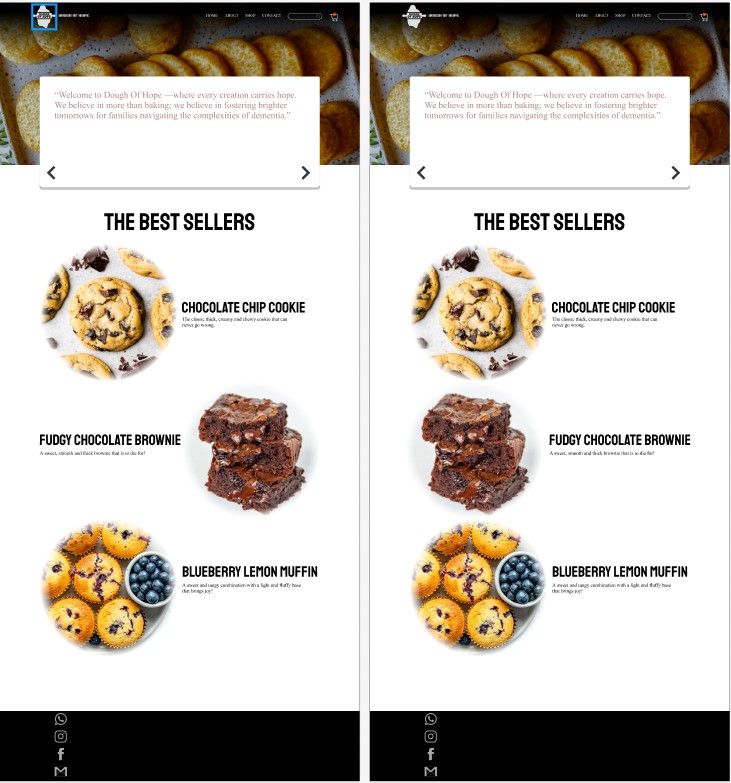 DOUGH OF HOPE
HOME ABOUT SHOP CONTACT
“Welcome to Dough Of Hope —where every creation carries hope.
We believe in more than baking; we believe in fostering brighter
tomorrows for families navigating the complexities of dementia.”
THE BEST SELLERS
CHOCOLATE CHIP COOKIE
The classic thick, creamy and chewy cookie that can
never go wrong.
FUDGY CHOCOLATE BROWNIE
A sweet, smooth and thick brownie that is to die for!
BLUEBERRY LEMON MUFFIN
A sweet and tangy combination with a light and fluffy base
that brings joy!
DOUGH OF HOPE
HOME ABOUT SHOP CONTACT
“Welcome to Dough Of Hope —where every creation carries hope.
We believe in more than baking; we believe in fostering brighter
tomorrows for families navigating the complexities of dementia.”
THE BEST SELLERS
CHOCOLATE CHIP COOKIE
The classic thick, creamy and chewy cookie that can
never go wrong.
FUDGY CHOCOLATE BROWNIE
A sweet, smooth and thick brownie that is to die for!
BLUEBERRY LEMON MUFFIN
A sweet and tangy combination with a light and fluffy base
that brings joy!